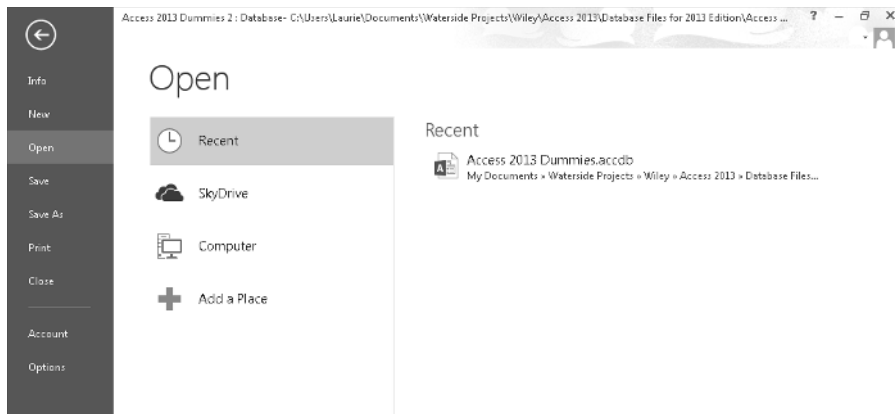 Access 2013 Dummies 2 : Database- C:\Users\Laurie\Documents\Waterside Projects\Wiley\Access 2013\Database Files for 2013 Edition\Access ...
?
Info
New
Open
Save
Save As
Print
Close
Account
Options
Open
Recent
SkyDrive
Computer
Add a Place
Recent
Access 2013 Dummies.accdb
My Documents » Waterside Projects » Wiley » Access 2013 » Database Files...